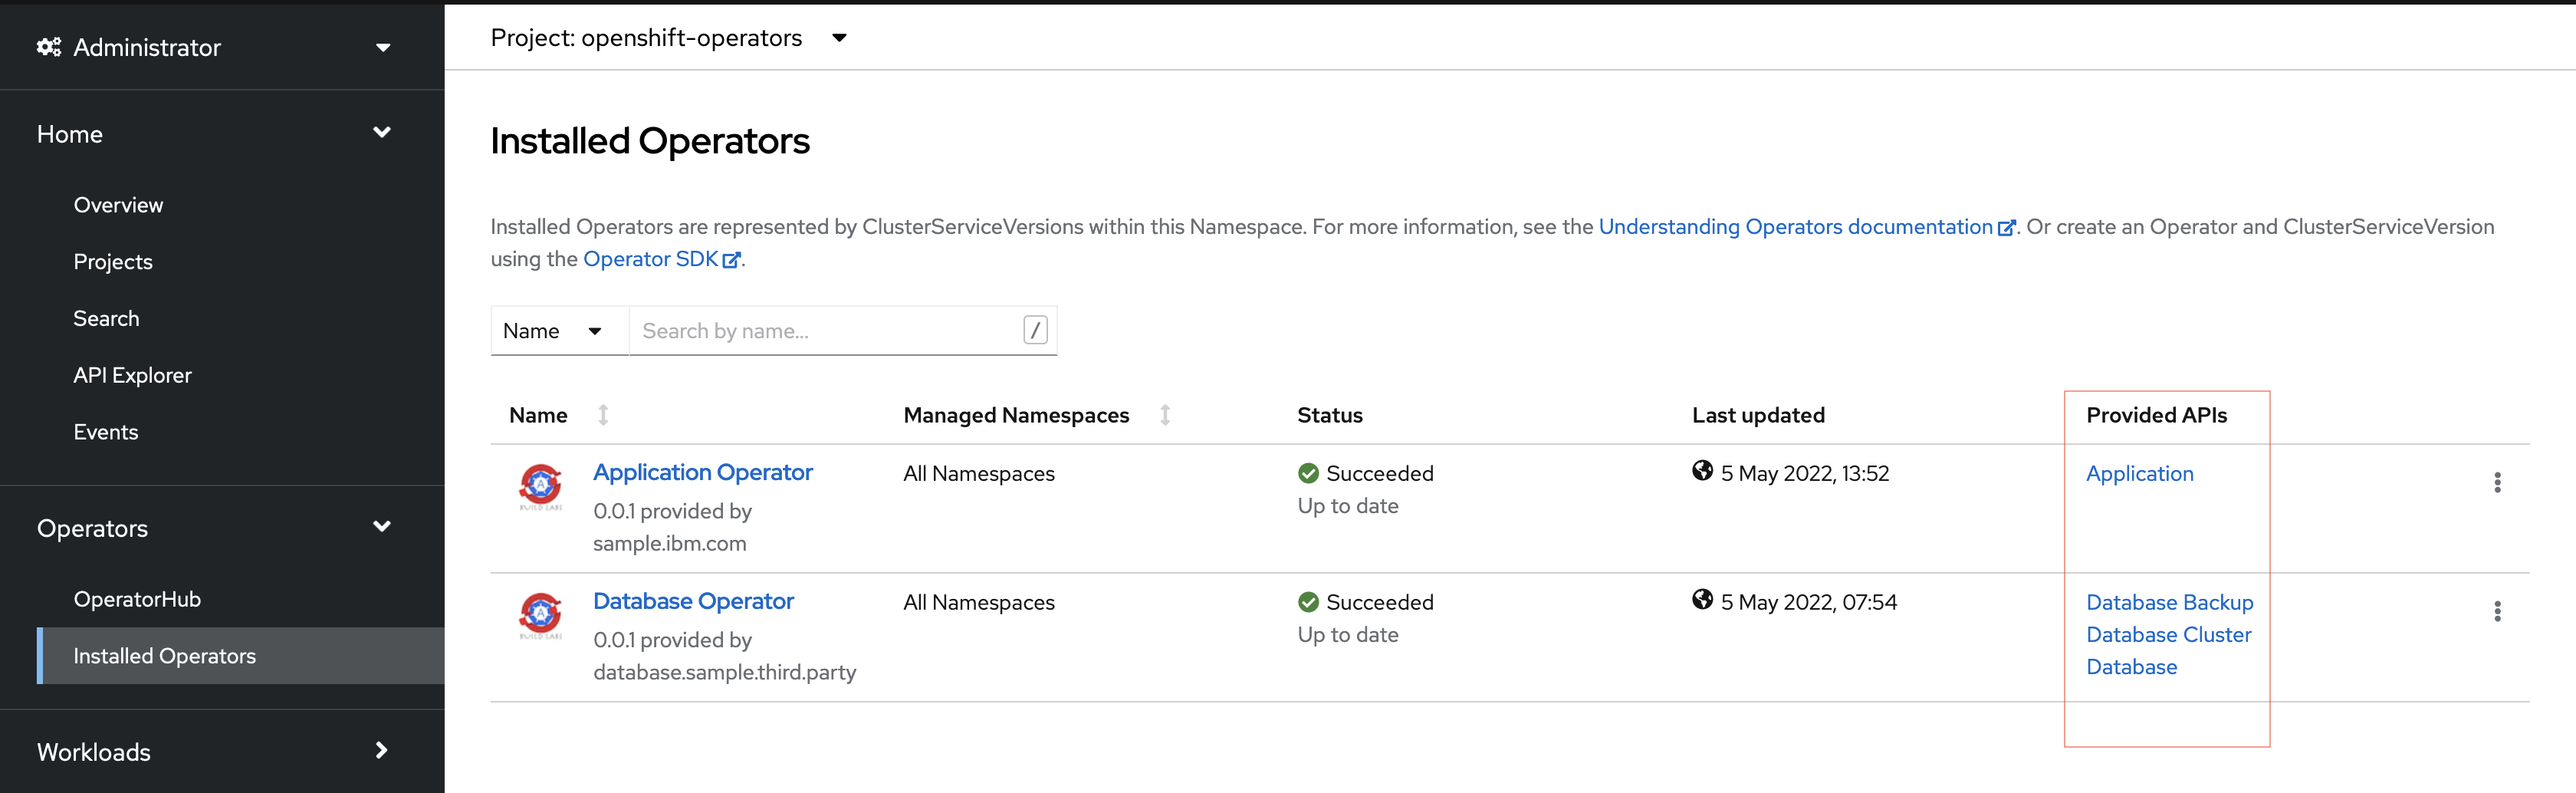 Administrator
Home
Overview
Projects
Search
API Explorer
Events
Operators
OperatorHub
Installed Operators
Workloads
Project: openshift-operators
Installed Operators
Installed Operators are represented by ClusterServiceVersions within this Namespace. For more information, see the Understanding Operators documentation. Or create an Operator and ClusterServiceVersion
using the Operator SDK.
Name Search by name... /
Name Managed Namespaces Status Last updated Provided APIs
Application Operator All Namespaces Succeeded 5 May 2022, 13:52 Application
0.0.1 provided by Up to date
sample.ibm.com
BUILD LABS
Database Operator All Namespaces Succeeded 5 May 2022, 07:54 Database Backup
0.0.1 provided by Up to date Database Cluster
database.sample.third.party Database
BUILD LABS